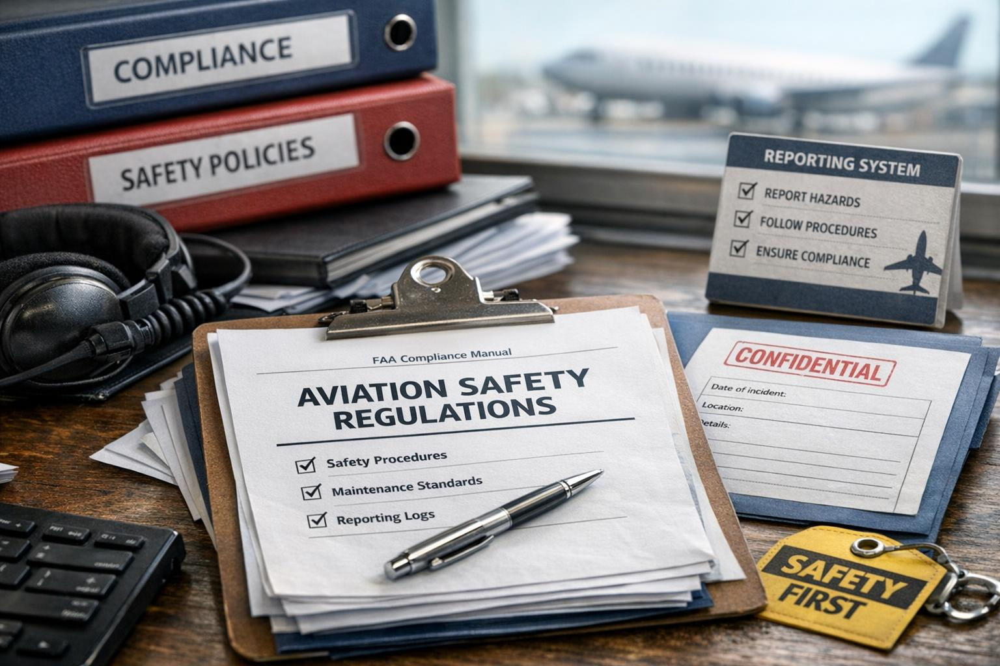 COMPLIANCE
SAFETY POLICIES
REPORTING SYSTEM
REPORT HAZARDS
FOLLOW PROCEDURES
ENSURE COMPLIANCE
FAA Compliance Manual
AVIATION SAFETY
REGULATIONS
Safety Procedures
Maintenance Standards
Reporting Logs
CONFIDENTIAL
Date of incident:
Location:
etails:
SAFETY
FIRST